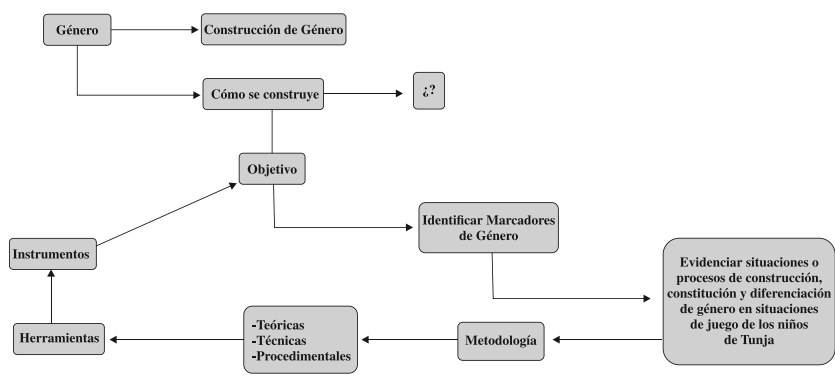 Género
Construcción de Género
Cómo se construye
¿?
Objetivo
Identificar Marcadores
de Género
Instrumentos
Evidenciar situaciones o
procesos de construcción,
constitución y diferenciación
de género en situaciones
de juego de los niños
de Tunja
Herramientas
-Teóricas
-Técnicas
-Procedimentales
Metodología